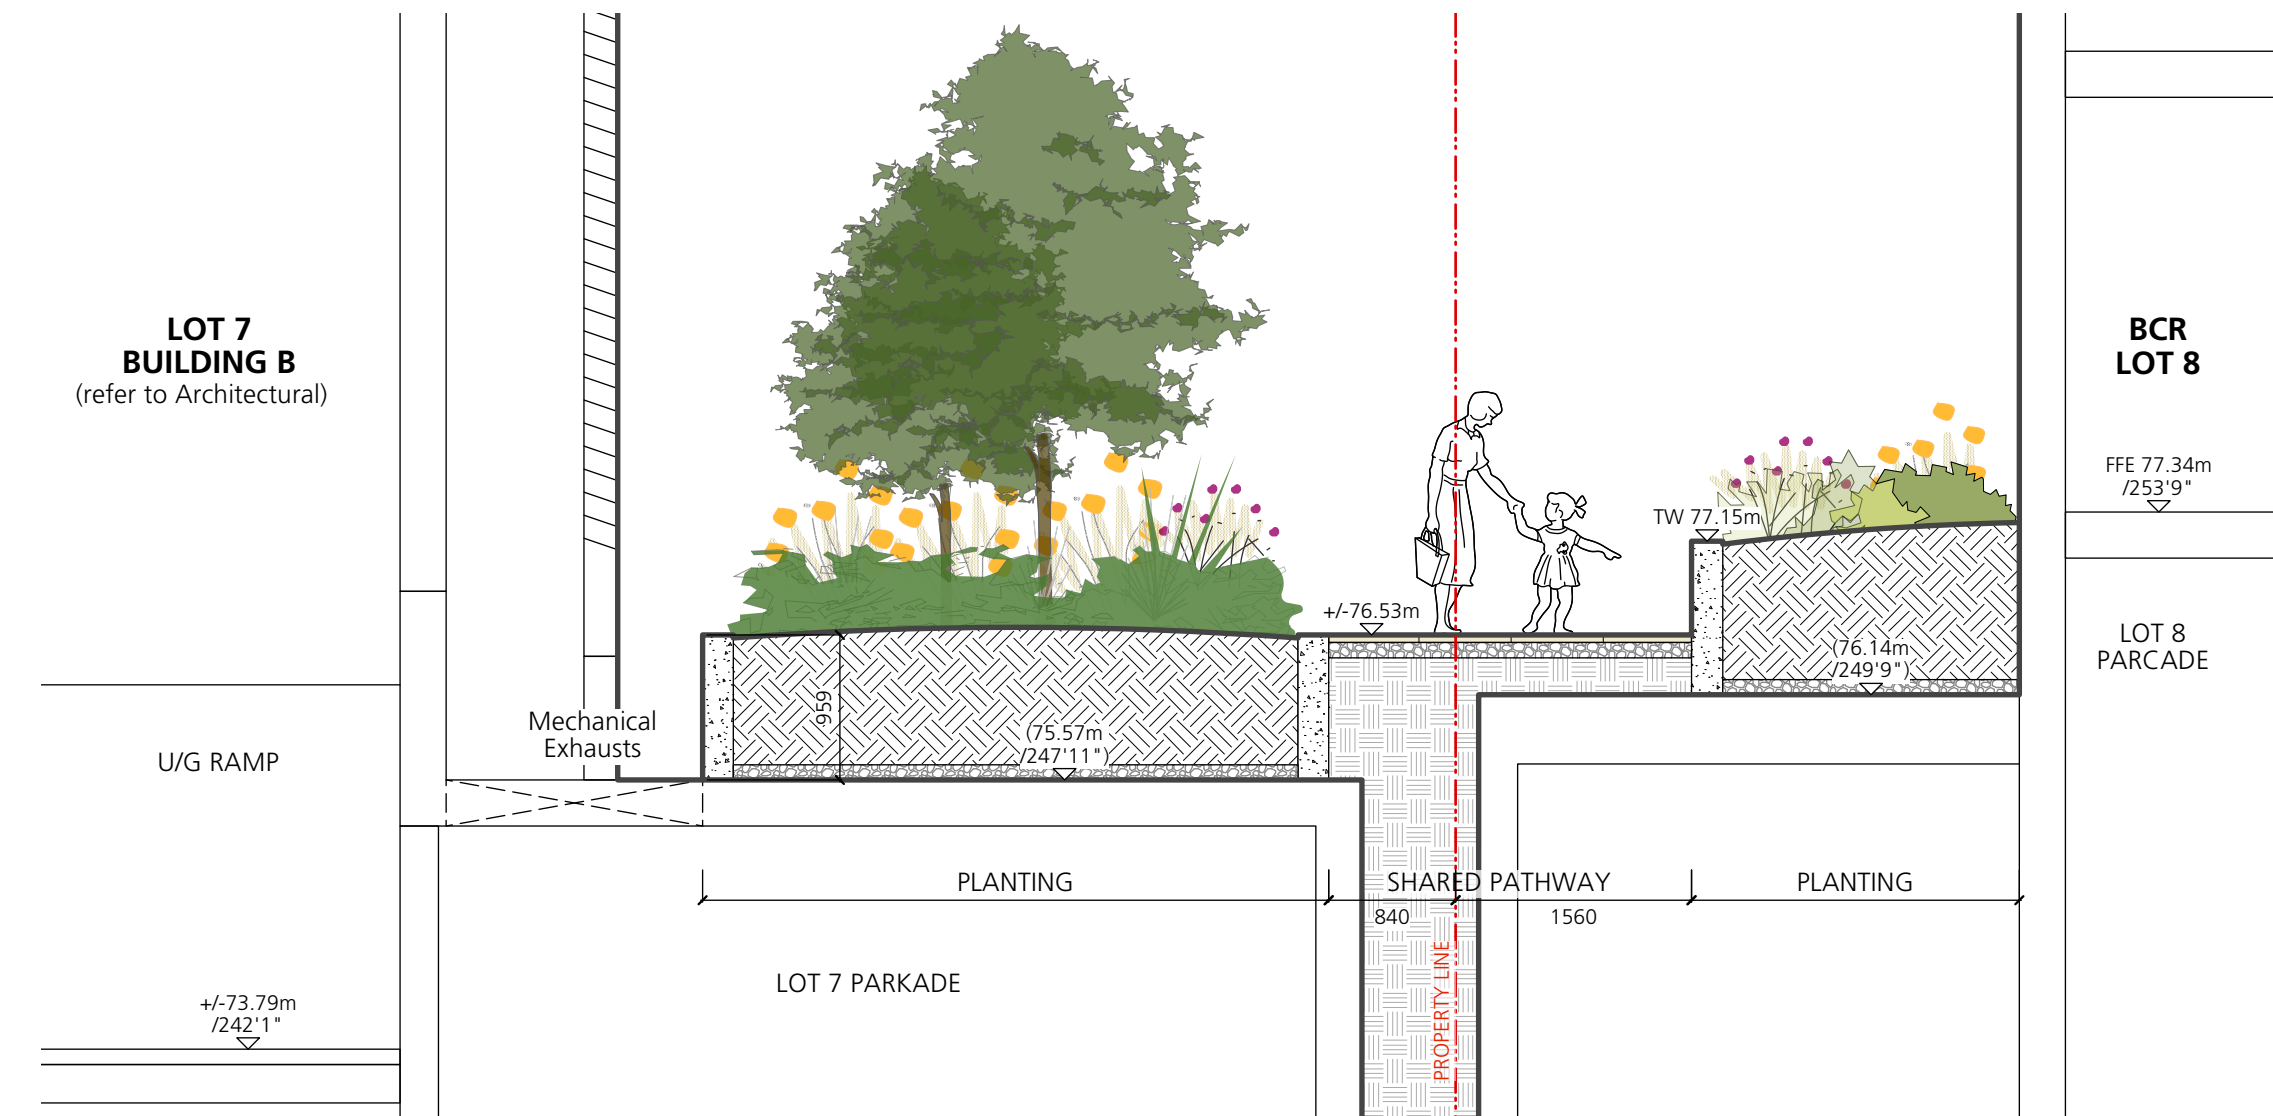 LOT 7
BUILDING B
(refer to Architectural)
BCR
LOT 8
FFE 77.34m
/253'9"
TW 77.15m
+/-76.53m
LOT 8
PARCADE
(76.14m
/249'9")
959
Mechanical
Exhausts
(75.57m
/247'11")
U/G RAMP
PLANTING
SHARED PATHWAY
PLANTING
840
1560
PROPERTY LINE
LOT 7 PARKADE
+/-73.79m
/242'1"